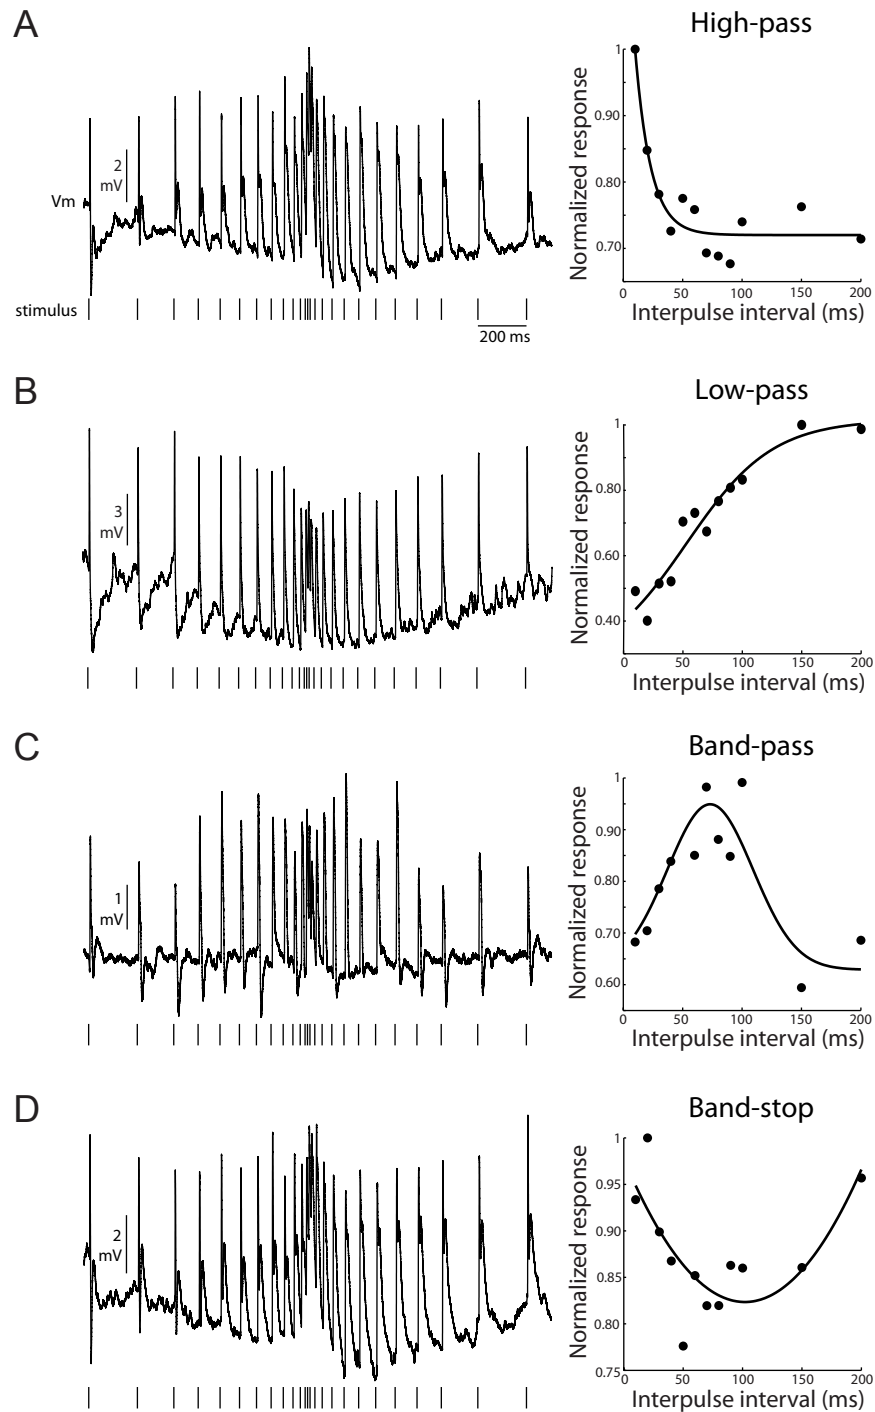 A
High-pass
2
mV
Vm
stimulus
200 ms
Normalized response
1
0.90
0.80
0.70
0
50
100
150
200
Interpulse interval (ms)
B
Low-pass
3
mV
Normalized response
1
0.80
0.60
0.40
0
50
100
150
200
Interpulse interval (ms)
C
Band-pass
1
mV
Normalized response
1
0.90
0.80
0.70
0.60
0
50
100
150
200
Interpulse interval (ms)
D
Band-stop
2
mV
Normalized response
1
0.95
0.90
0.85
0.80
0.75
0
50
100
150
200
Interpulse interval (ms)